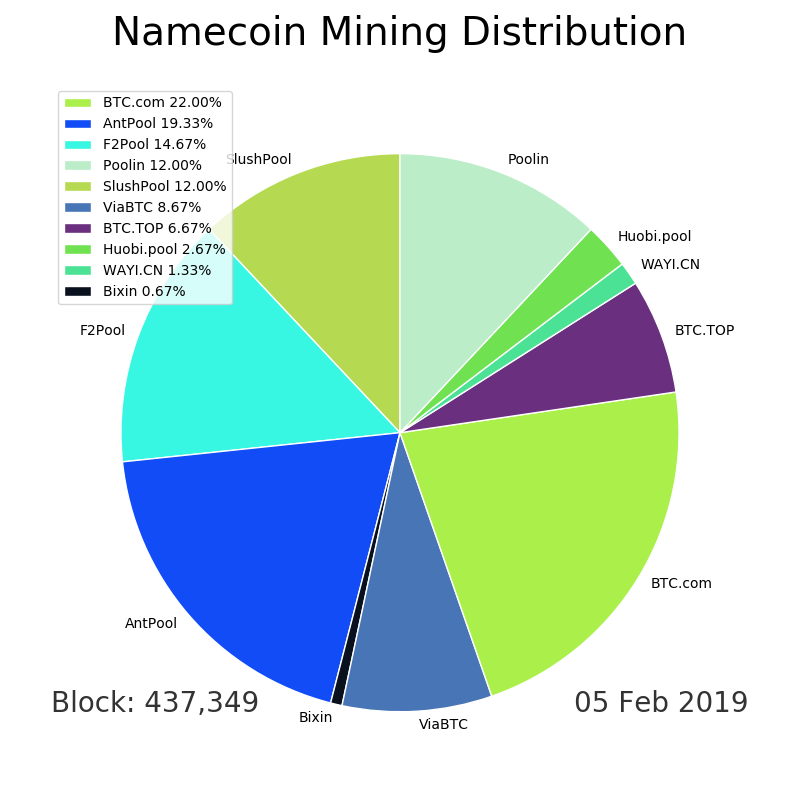 Namecoin Mining Distribution
BTC.com 22.00%
AntPool 19.33%
F2Pool 14.67%
Poolin 12.00%
SlushPool 12.00%
ViaBTC 8.67%
BTC.TOP 6.67%
Huobi.pool 2.67%
WAYI.CN 1.33%
Bixin 0.67%
SlushPool
Poolin
Huobi.pool
WAYI.CN
F2Pool
BTC.TOP
BTC.com
AntPool
Block: 437,349
05 Feb 2019
Bixin
ViaBTC